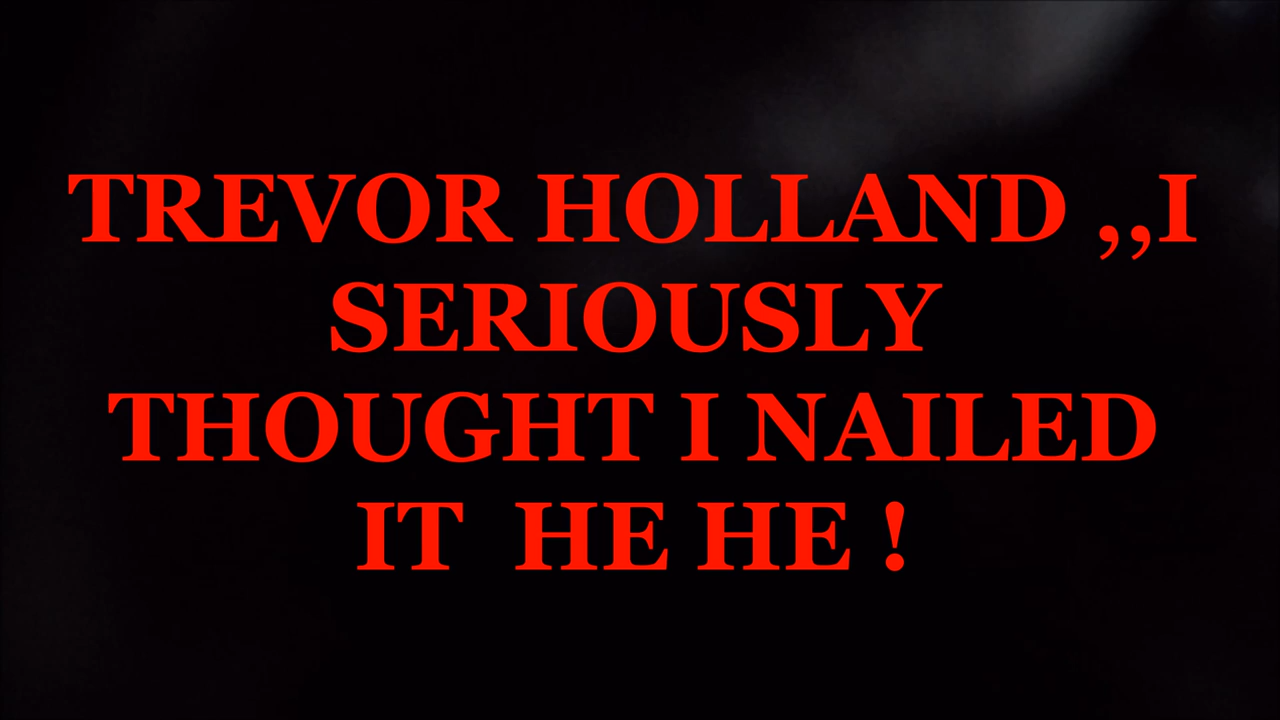 TREVOR HOLLAND ,,I
SERIOUSLY
THOUGHT I NAILED
IT  HE HE !